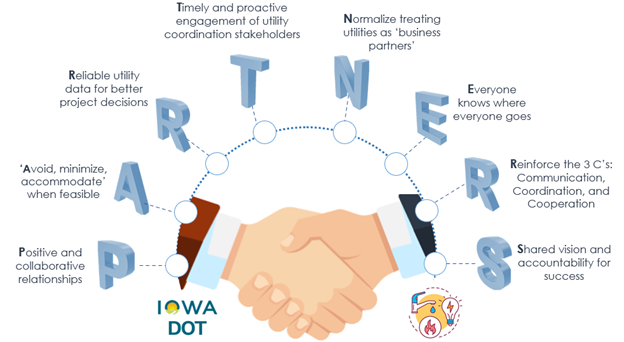 P
Positive and
collaborative
relationships
A
'Avoid, minimize,
accommodate'
when feasible
R
Reliable utility
data for better
project decisions
T
Timely and proactive
engagement of utility
coordination stakeholders
N
Normalize treating
utilities as 'business
partners'
E
Everyone
knows where
everyone goes
R
Reinforce the 3 C's:
Communication,
Coordination, and
Cooperation
S
Shared vision and
accountability for
success
IOWA
DOT